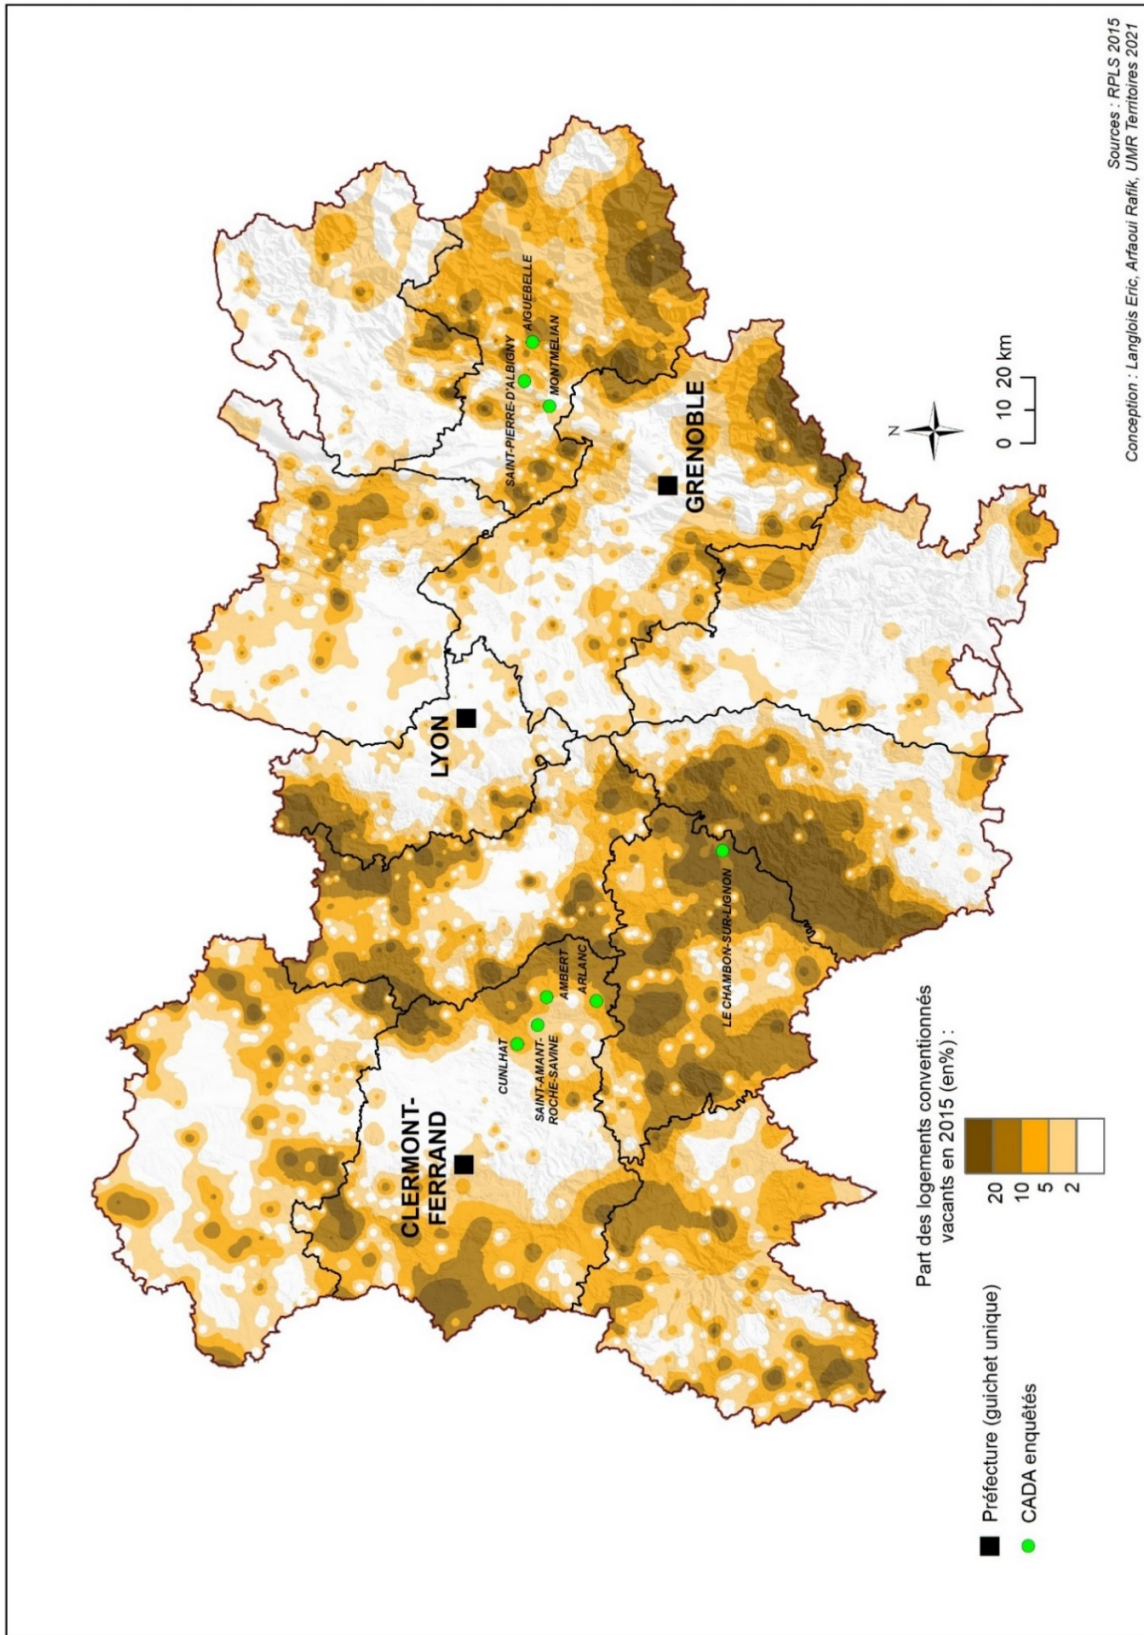 LYON
CLERMONT-
FERRAND
GRENOBLE
CUNLHAT
SAINT-AMANT-
ROCHE-SAVINE
AMBERT
ARLANC
LE CHAMBON-SUR-LIGNON
SAINT-PIERRE-D'ALBIGNY
AIGUEBELLE
MONTMELIAN
Préfecture (guichet unique)
CADA enquêtés
Part des logements conventionnés
vacants en 2015 (en%) :
20
10
5
2
N
0 10 20 km
Sources : RPLS 2015
Conception : Langlois Eric, Arfaoui Rafik, UMR Territoires 2021